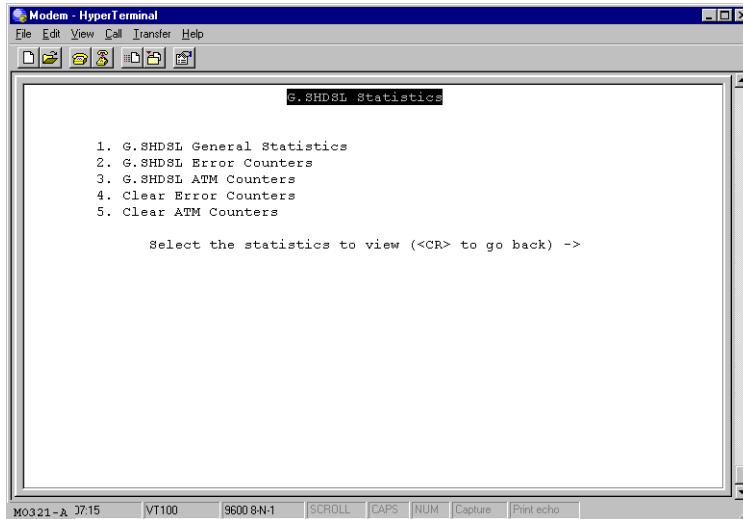 Modem - HyperTerminal
File Edit View Call Transfer Help
G.SHDSL Statistics
1. G.SHDSL General Statistics
2. G.SHDSL Error Counters
3. G.SHDSL ATM Counters
4. Clear Error Counters
5. Clear ATM Counters
Select the statistics to view (<CR> to go back) ->
M0321-A 07:15 VT100 9600 8-N-1 SCROLL CAPS NUM Capture Print echo